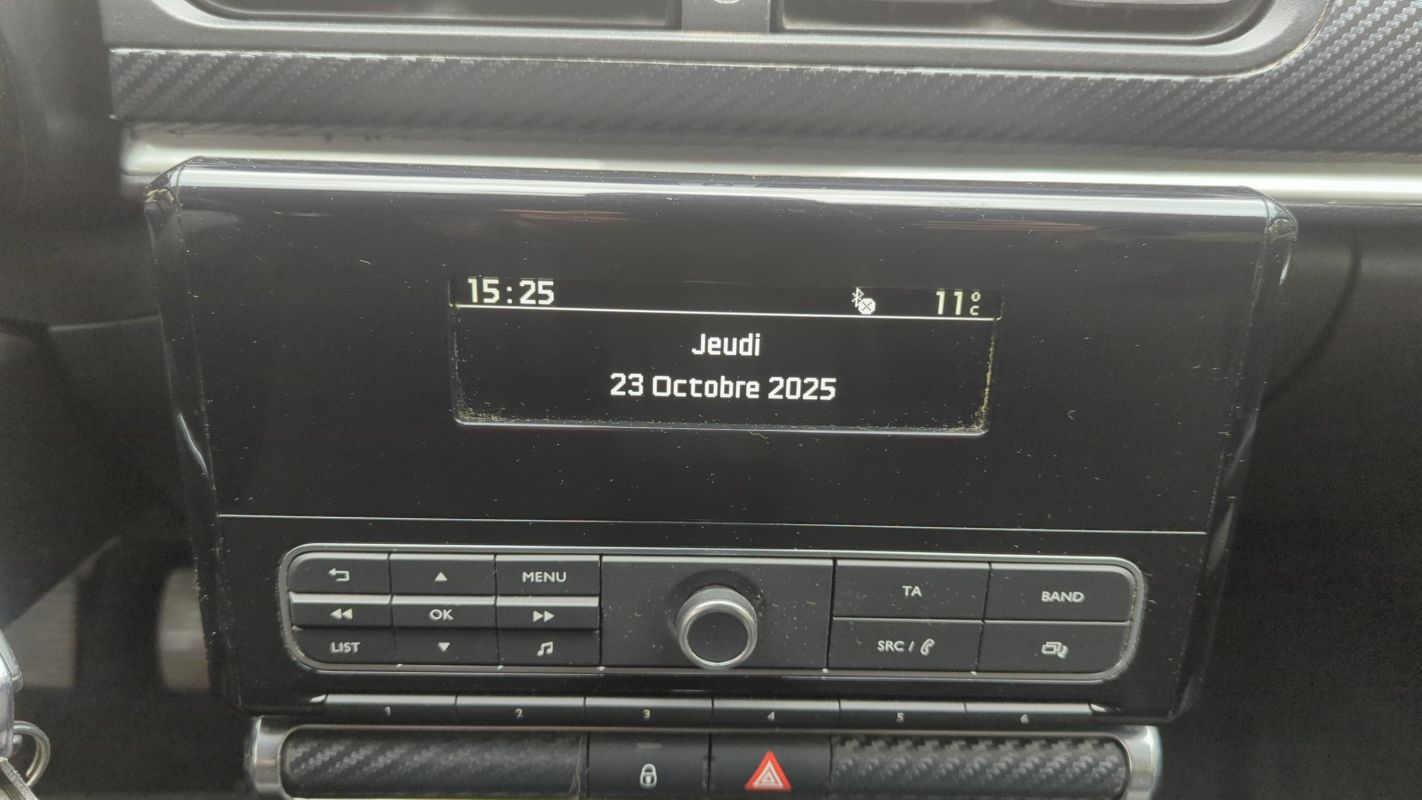 15:25 11°C
Jeudi
23 Octobre 2025
MENU TA BAND
OK
LIST SRC /
1 2 3 4 5 6